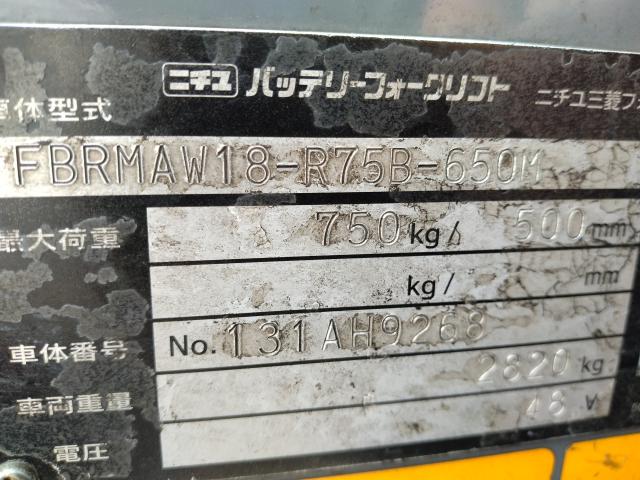 ニチユ バッテリーフォークリフト ニチユ三菱フ
車体型式
FBRMAW18-R75B-650M
最大荷重 750 kg/ 500 mm
kg/ mm
車体番号 No. 131AH9268
車両重量 2820 kg
電圧 48 V